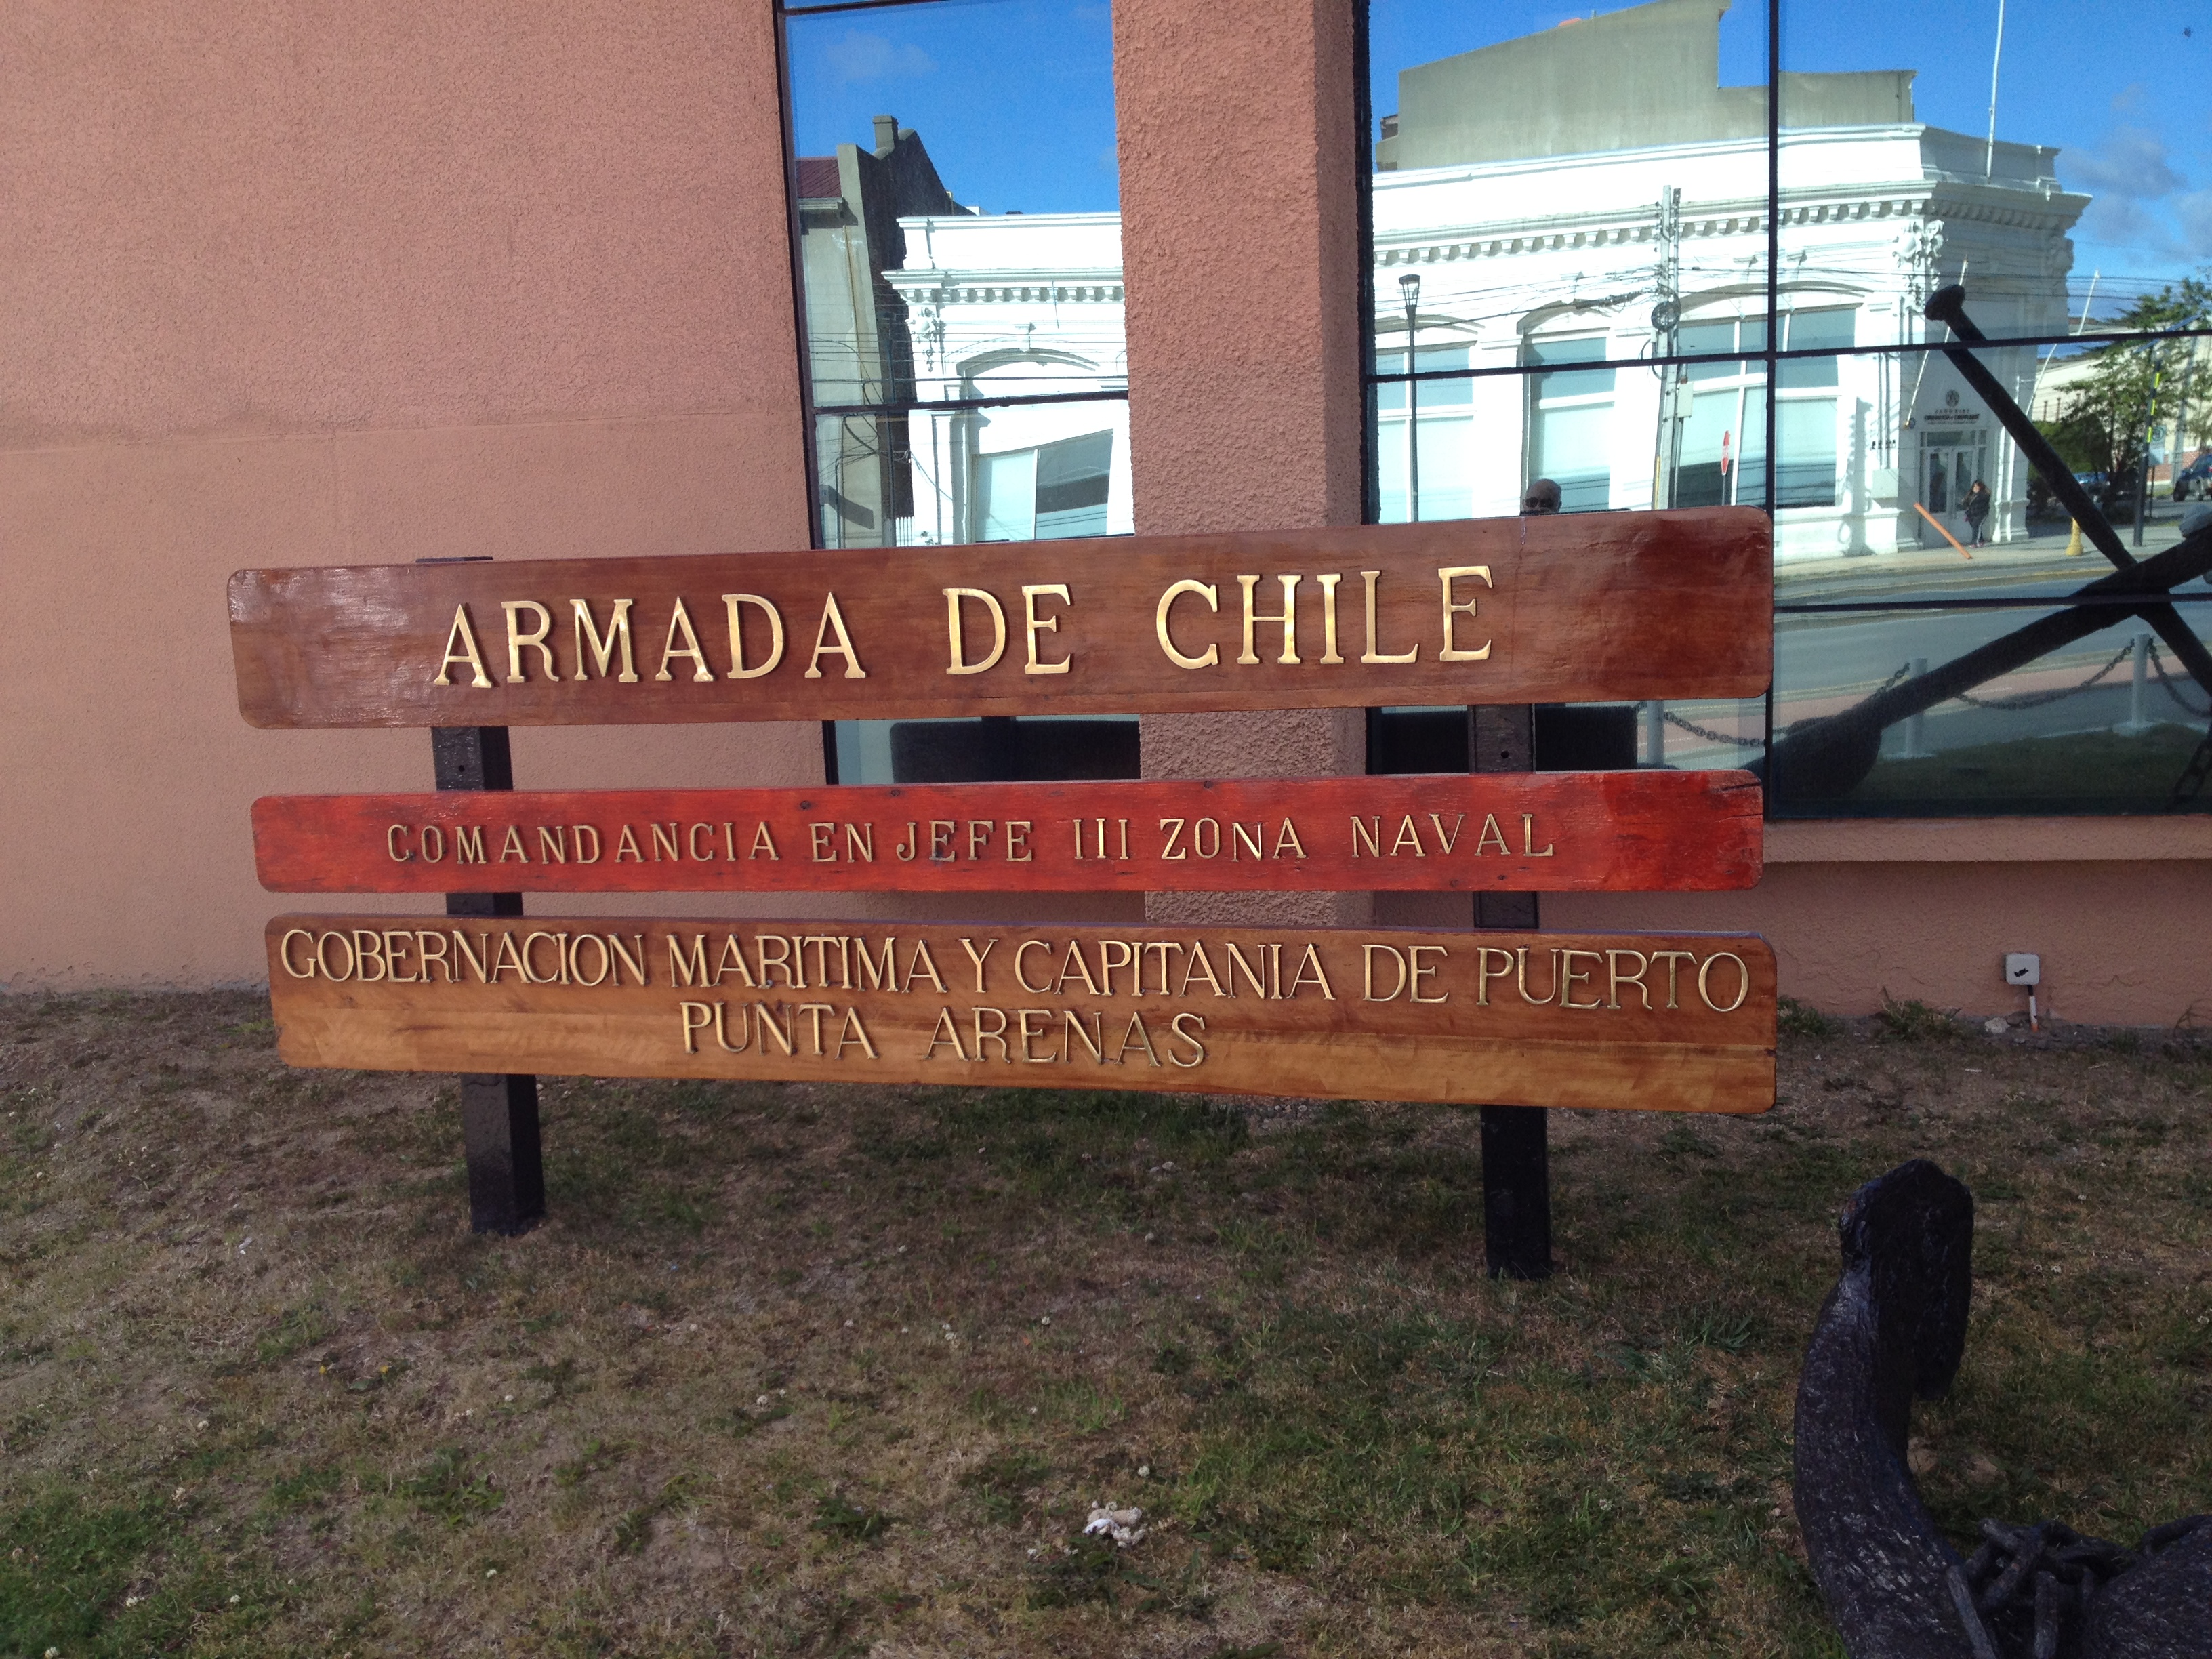 ARMADA DE CHILE
COMANDANCIA EN JEFE III ZONA NAVAL
GOBERNACION MARITIMA Y CAPITANIA DE PUERTO
PUNTA ARENAS